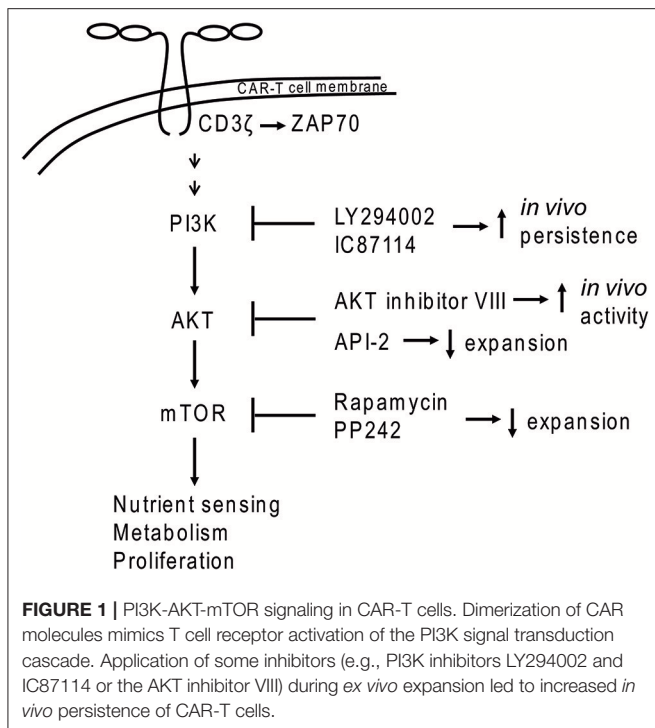 CAR-T cell membrane
CD3ζ → ZAP70
PI3K
LY294002
IC87114
↑ in vivo
persistence
AKT
AKT inhibitor VIII → ↑ in vivo
activity
API-2 → ↓ expansion
mTOR
Rapamycin
PP242
↓ expansion
Nutrient sensing
Metabolism
Proliferation
FIGURE 1 | PI3K-AKT-mTOR signaling in CAR-T cells. Dimerization of CAR
molecules mimics T cell receptor activation of the PI3K signal transduction
cascade. Application of some inhibitors (e.g., PI3K inhibitors LY294002 and
IC87114 or the AKT inhibitor VIII) during ex vivo expansion led to increased in
vivo persistence of CAR-T cells.